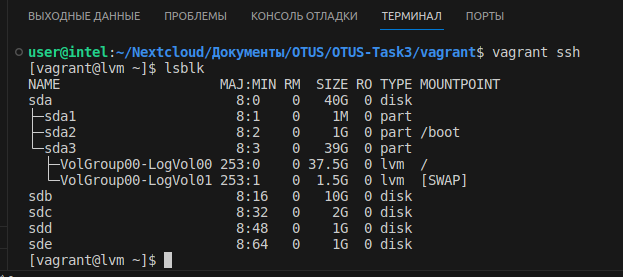 ВЫХОДНЫЕ ДАННЫЕ ПРОБЛЕМЫ КОНСОЛЬ ОТЛАДКИ ТЕРМИНАЛ ПОРТЫ
user@intel:~/Nextcloud/Документы/OTUS/OTUS-Task3/vagrant$ vagrant ssh
[vagrant@lvm ~]$ lsblk
NAME                    MAJ:MIN RM  SIZE RO TYPE MOUNTPOINT
sda                       8:0    0   40G  0 disk
├─sda1                    8:1    0    1M  0 part
├─sda2                    8:2    0    1G  0 part /boot
└─sda3                    8:3    0   39G  0 part
  ├─VolGroup00-LogVol00 253:0    0 37.5G  0 lvm  /
  └─VolGroup00-LogVol01 253:1    0  1.5G  0 lvm  [SWAP]
sdb                       8:16   0   10G  0 disk
sdc                       8:32   0    2G  0 disk
sdd                       8:48   0    1G  0 disk
sde                       8:64   0    1G  0 disk
[vagrant@lvm ~]$